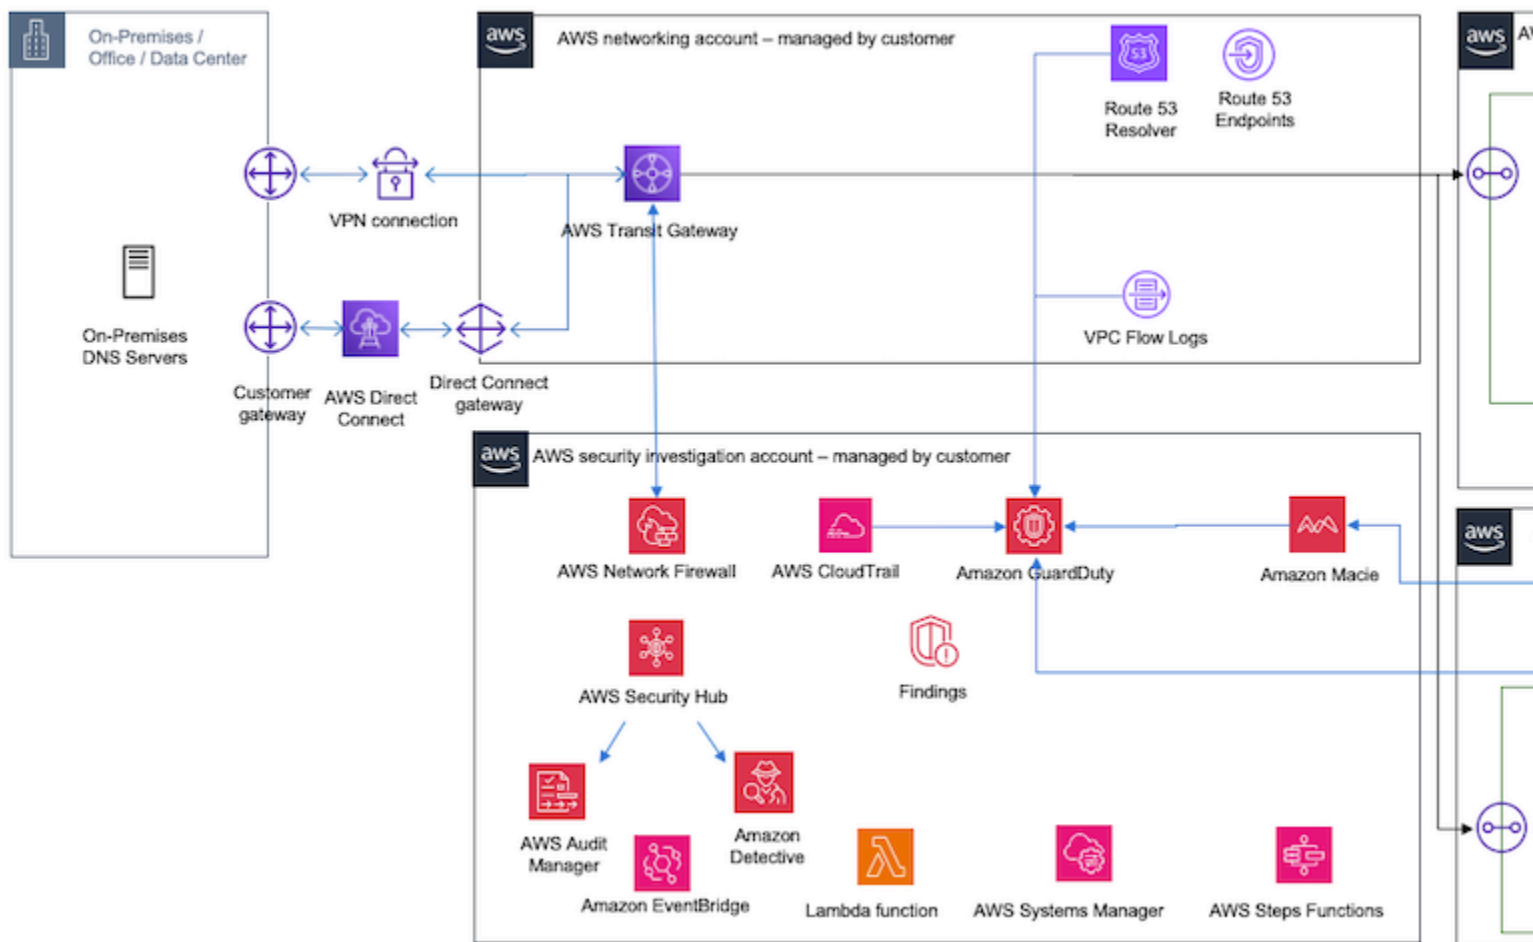 On-Premises /
Office / Data Center
aws
AWS networking account – managed by customer
aws
53
Route 53
Resolver
Route 53
Endpoints
VPN connection
AWS Transit Gateway
On-Premises
DNS Servers
VPC Flow Logs
Customer
gateway
AWS Direct
Connect
Direct Connect
gateway
aws
AWS security investigation account – managed by customer
aws
AWS Network Firewall
AWS CloudTrail
Amazon GuardDuty
Amazon Macie
AWS Security Hub
Findings
AWS Audit
Manager
Amazon
Detective
Amazon EventBridge
Lambda function
AWS Systems Manager
AWS Steps Functions